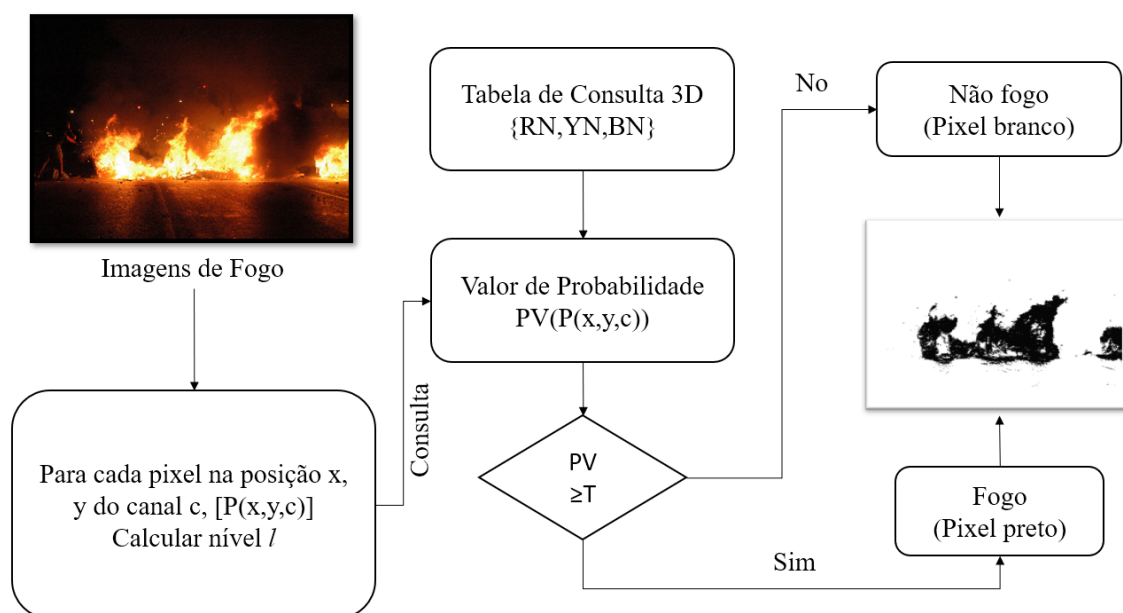 Imagens de Fogo
Para cada pixel na posição x,
y do canal c, [P(x,y,c)]
Calcular nível l
Consulta
Tabela de Consulta 3D
{RN,YN,BN}
Valor de Probabilidade
PV(P(x,y,c))
PV
≥T
No
Não fogo
(Pixel branco)
Sim
Fogo
(Pixel preto)